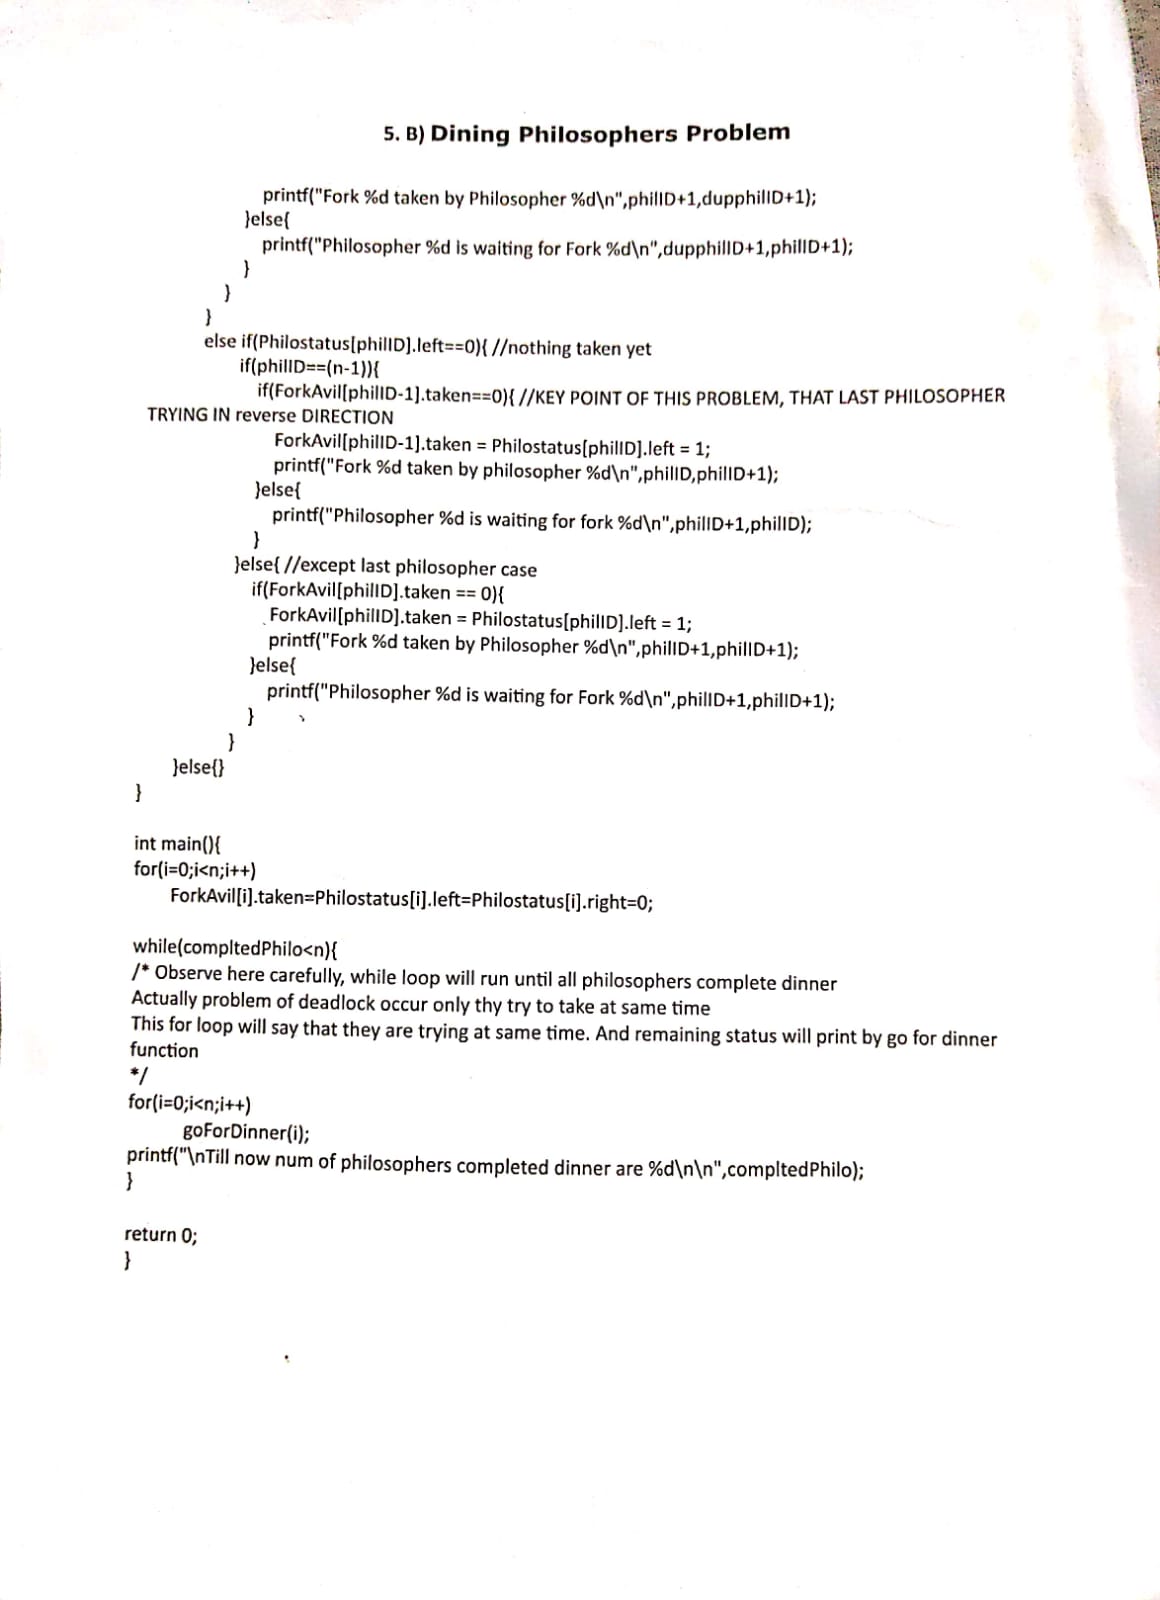 5. B) Dining Philosophers Problem
printf("Fork %d taken by Philosopher %d\n",philID+1,dupphilID+1);
}else{
printf("Philosopher %d is waiting for Fork %d\n",dupphilID+1,philID+1);
}
}
}
else if(Philostatus[philID].left==0){ //nothing taken yet
if(philID==(n-1)){
if(ForkAvil[philID-1].taken==0){ //KEY POINT OF THIS PROBLEM, THAT LAST PHILOSOPHER
TRYING IN reverse DIRECTION
ForkAvil[philID-1].taken = Philostatus[philID].left = 1;
printf("Fork %d taken by philosopher %d\n",philID,philID+1);
}else{
printf("Philosopher %d is waiting for fork %d\n",philID+1,philID);
}
}else{ //except last philosopher case
if(ForkAvil[philID].taken == 0){
ForkAvil[philID].taken = Philostatus[philID].left = 1;
printf("Fork %d taken by Philosopher %d\n",philID+1,philID+1);
}else{
printf("Philosopher %d is waiting for Fork %d\n",philID+1,philID+1);
}
}
}else{}
}
int main(){
for(i=0;i<n;i++)
ForkAvil[i].taken=Philostatus[i].left=Philostatus[i].right=0;
while(compltedPhilo<n){
/* Observe here carefully, while loop will run until all philosophers complete dinner
Actually problem of deadlock occur only thy try to take at same time
This for loop will say that they are trying at same time. And remaining status will print by go for dinner
function
*/
for(i=0;i<n;i++)
goForDinner(i);
printf("\nTill now num of philosophers completed dinner are %d\n\n",compltedPhilo);
}
return 0;
}